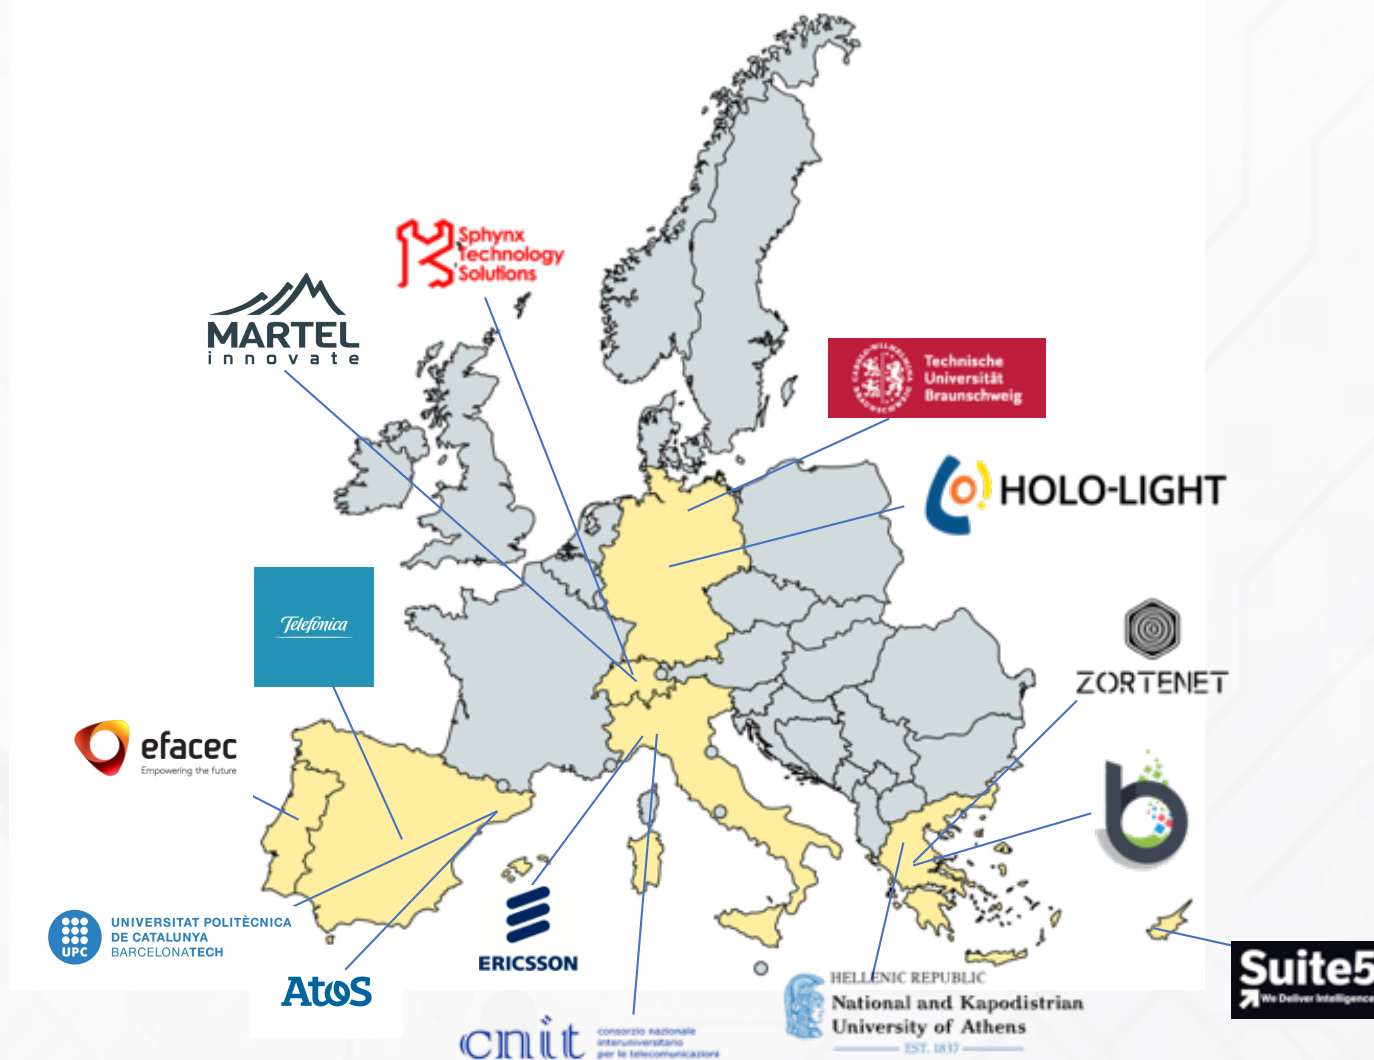 Sphynx
Technology
Solutions
MARTEL
innovate
Technische
Universität
Braunschweig
HOLO-LIGHT
Telefónica
ZORTENET
efacec
Empowering the future
b
UPC
UNIVERSITAT POLITÈCNICA
DE CATALUNYA
BARCELONATECH
ERICSSON
Atos
Suite5
We Deliver Intelligence
HELLENIC REPUBLIC
National and Kapodistrian
University of Athens
EST. 1837
cnit
consorzio nazionale
interuniversitario
per le telecomunicazioni